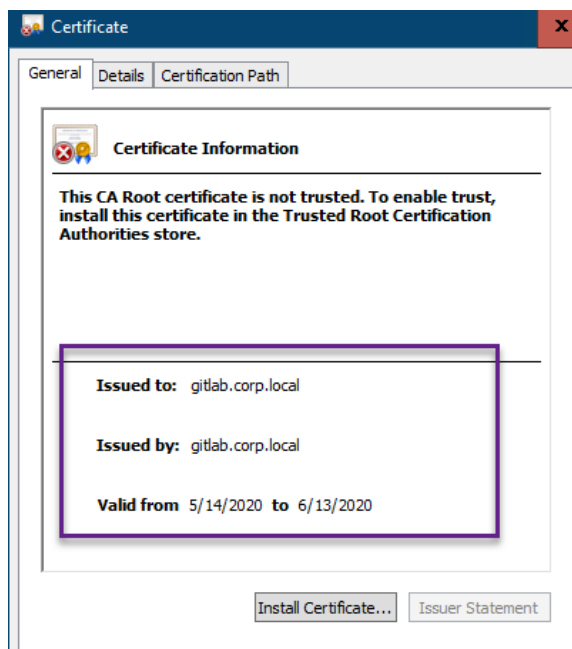 Certificate
X
General Details Certification Path
Certificate Information
This CA Root certificate is not trusted. To enable trust,
install this certificate in the Trusted Root Certification
Authorities store.
Issued to: gitlab.corp.local
Issued by: gitlab.corp.local
Valid from 5/14/2020 to 6/13/2020
Install Certificate... Issuer Statement